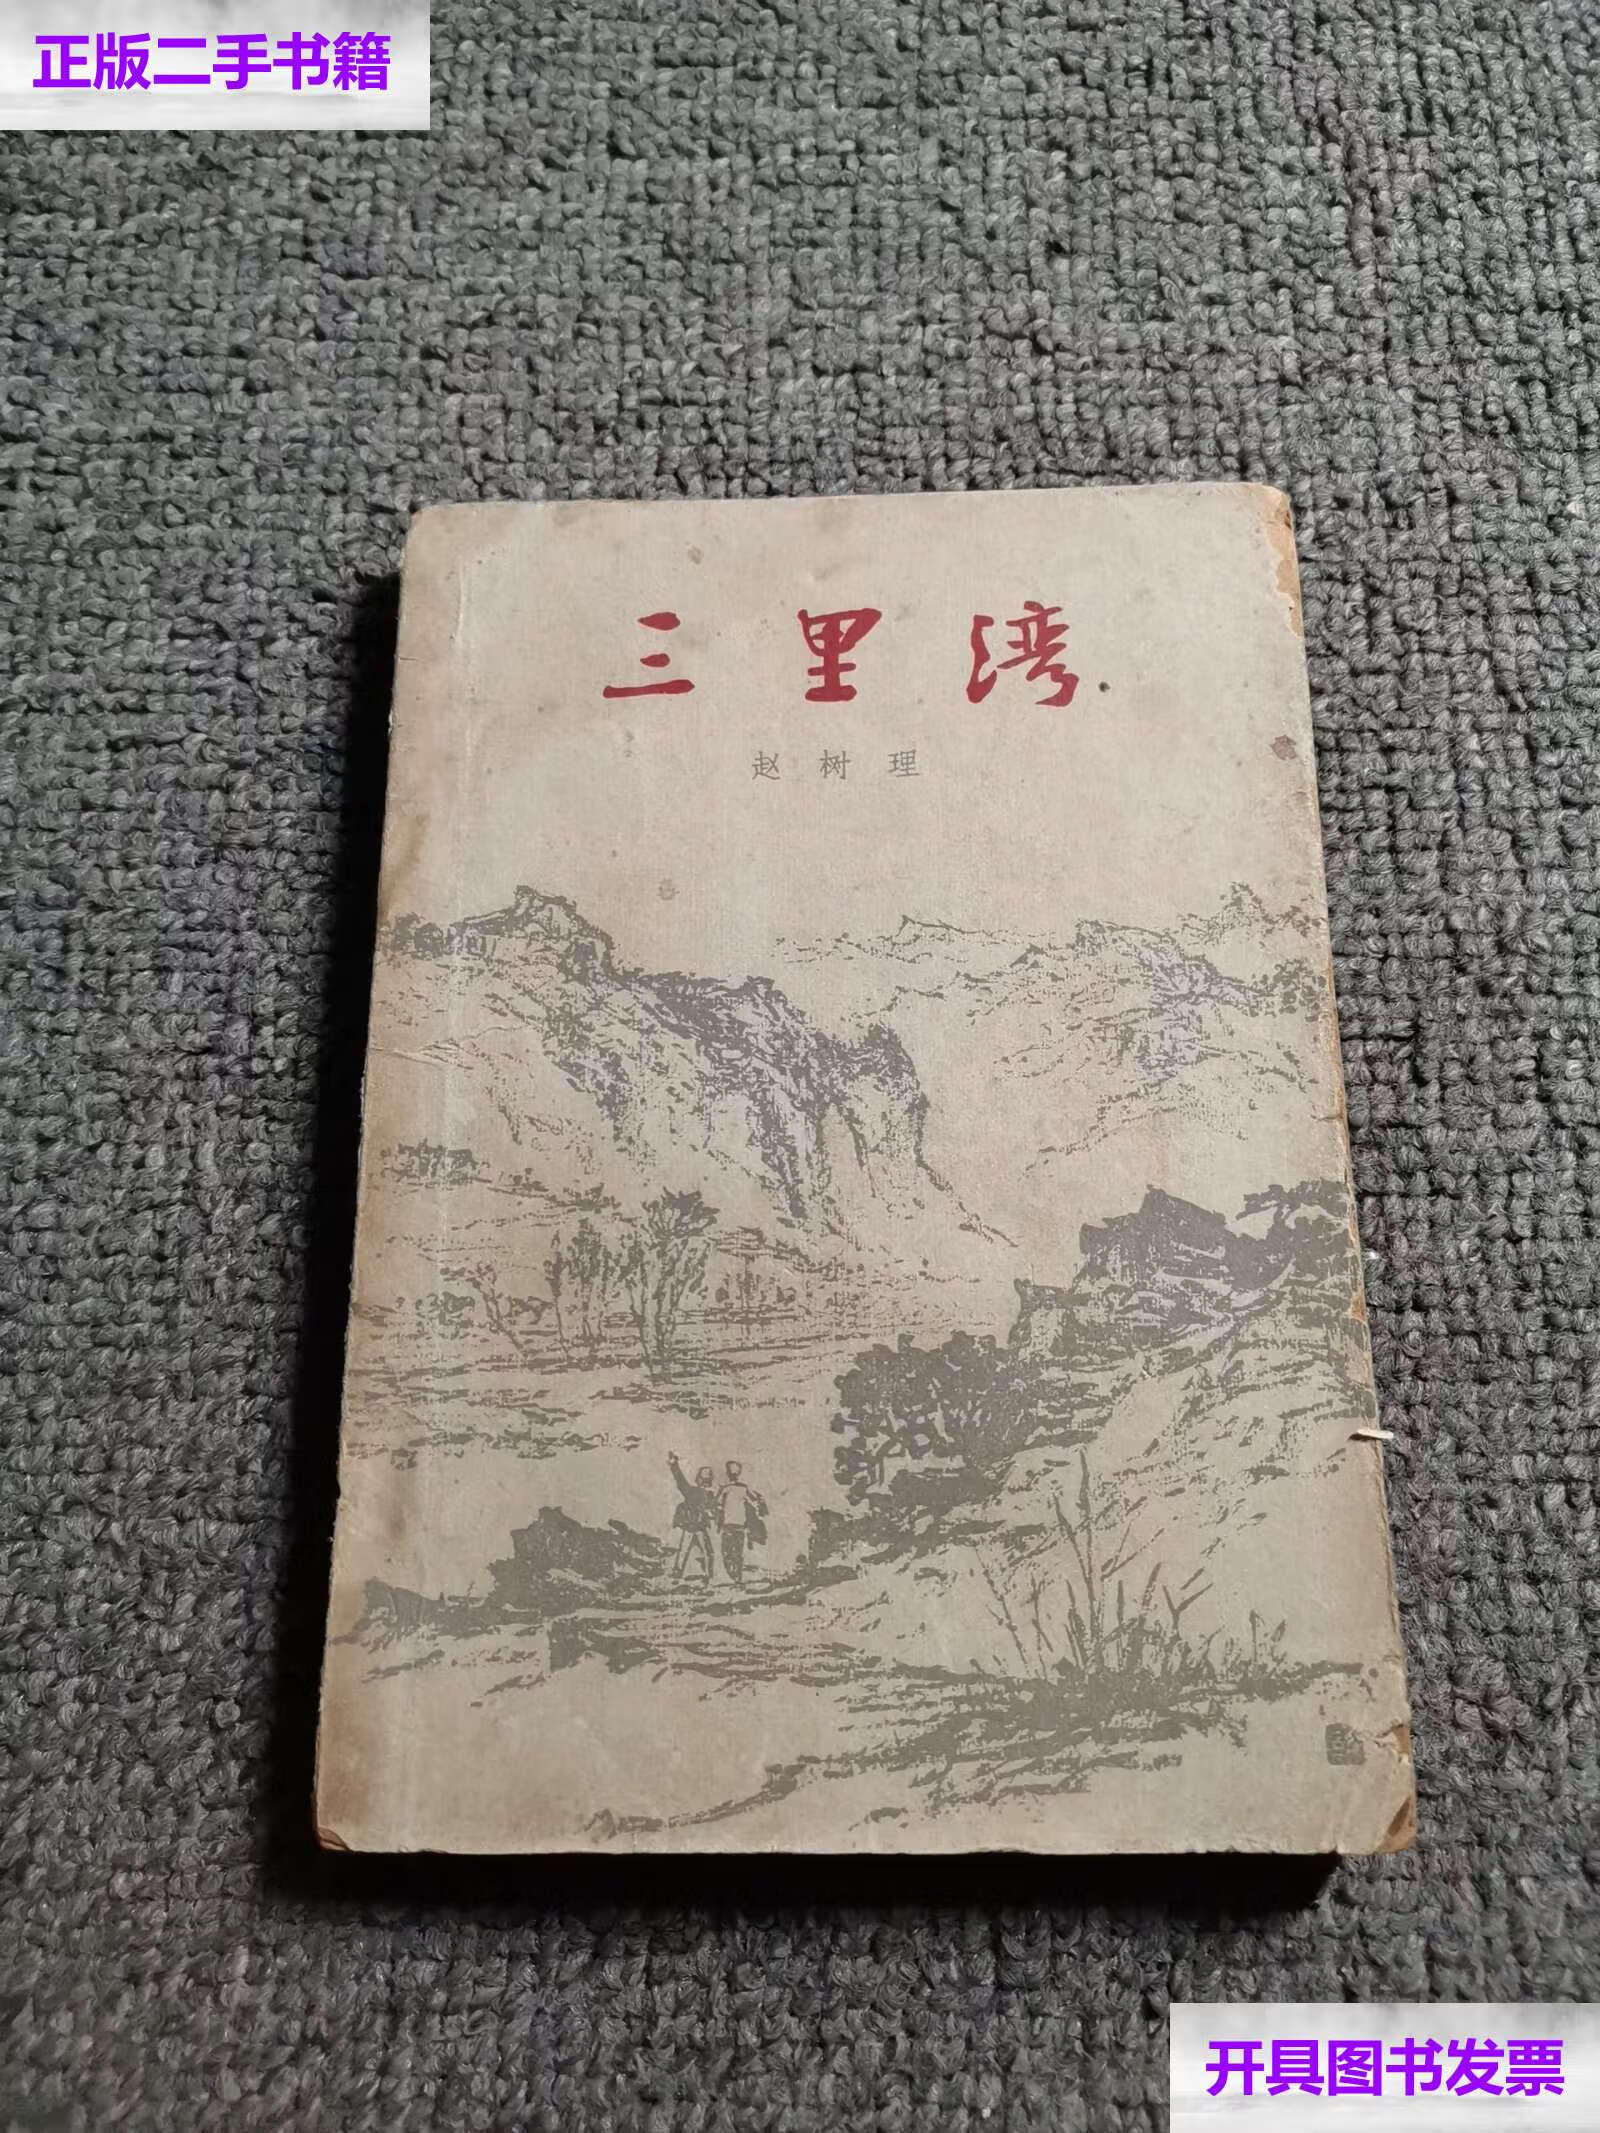 正版二手书籍
三里湾
赵树理
开具图书发票